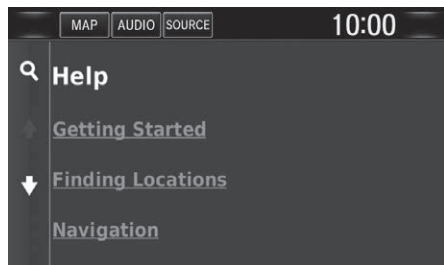 MAP AUDIO SOURCE 10:00
Help
Getting Started
Finding Locations
Navigation